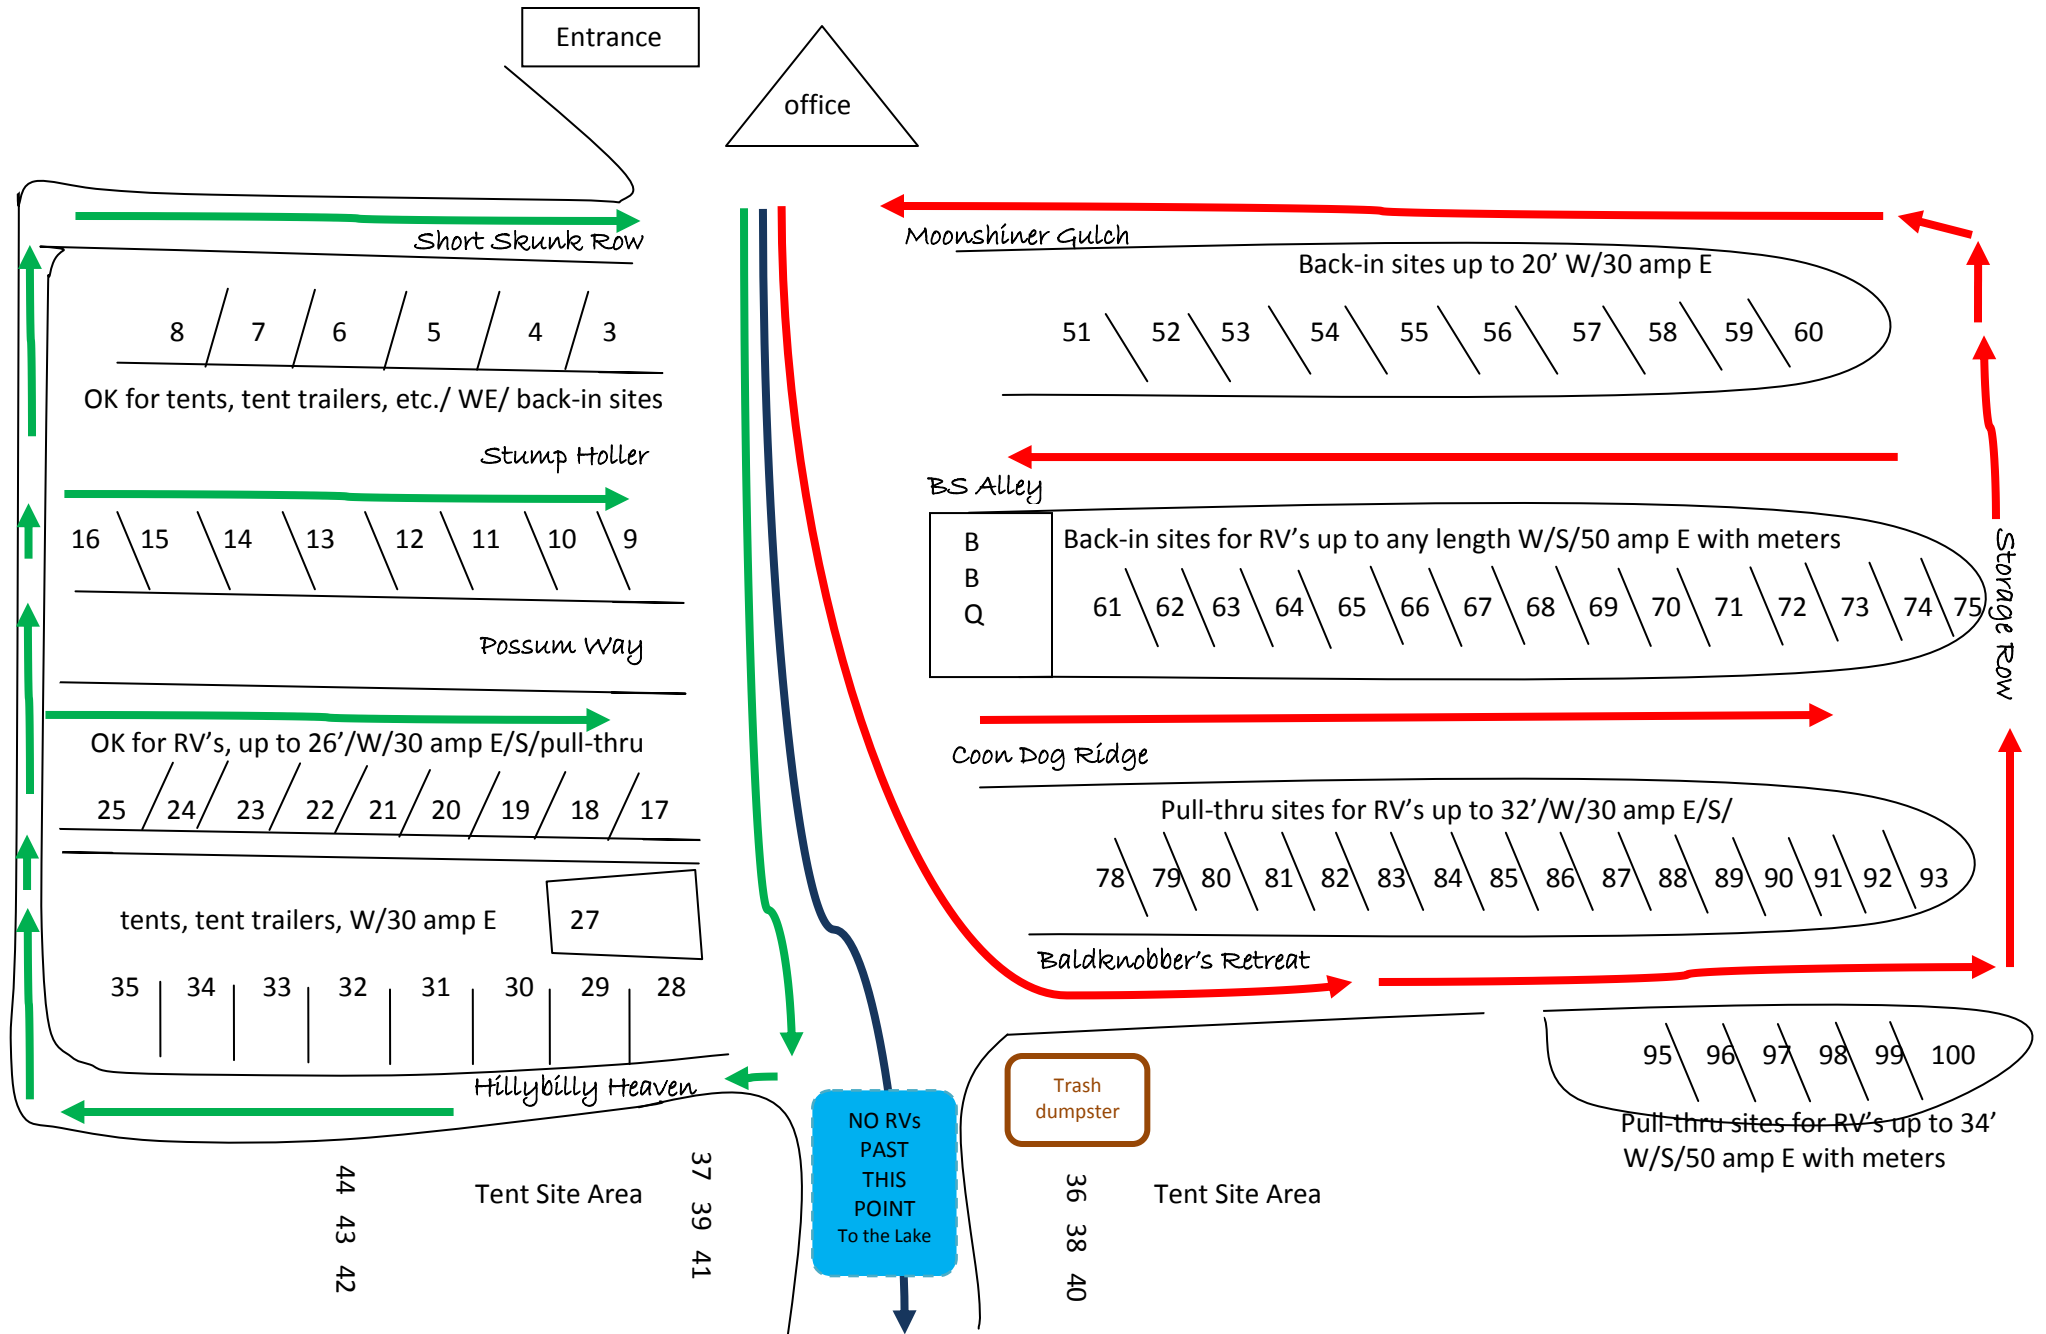 Entrance
office
Short Skunk Row
8 7 6 5 4 3
OK for tents, tent trailers, etc./ WE/ back-in sites
Stump Holler
16 15 14 13 12 11 10 9
Possum Way
OK for RV's, up to 26'/W/30 amp E/S/pull-thru
25 24 23 22 21 20 19 18 17
tents, tent trailers, W/30 amp E
27
35 34 33 32 31 30 29 28
Hillybilly Heaven
44 43 42
Tent Site Area
37 39 41
NO RVs
PAST
THIS
POINT
To the Lake
Moonshiner Gulch
Back-in sites up to 20' W/30 amp E
51 52 53 54 55 56 57 58 59 60
BS Alley
B
B
Q
Back-in sites for RV's up to any length W/S/50 amp E with meters
61 62 63 64 65 66 67 68 69 70 71 72 73 74 75
Storage Row
Coon Dog Ridge
Pull-thru sites for RV's up to 32'/W/30 amp E/S/
78 79 80 81 82 83 84 85 86 87 88 89 90 91 92 93
Baldknobber's Retreat
95 96 97 98 99 100
Pull-thru sites for RV's up to 34'
W/S/50 amp E with meters
Trash
dumpster
36 38 40
Tent Site Area